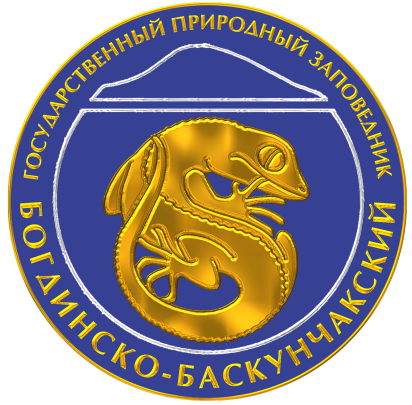 ГОСУДАРСТВЕННЫЙ ПРИРОДНЫЙ ЗАПОВЕДНИК
БОГДИНСКО-БАСКУНЧАКСКИЙ